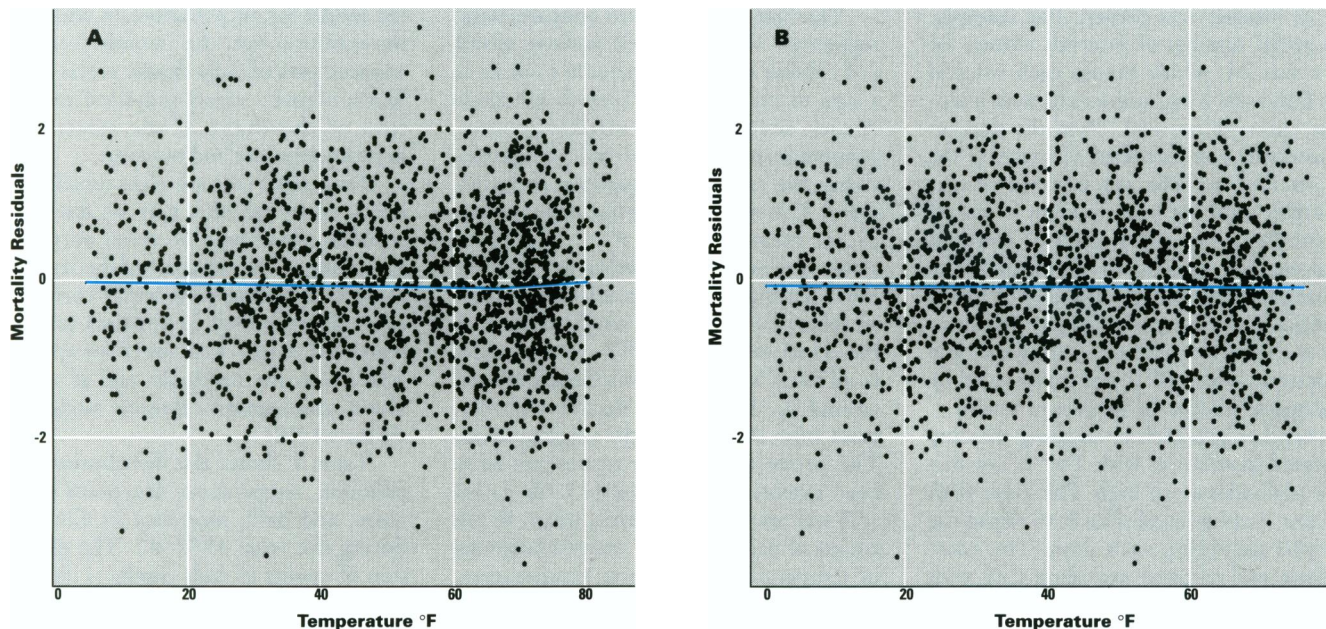 A
Mortality Residuals
2
0
-2
0 20 40 60 80
Temperature °F
B
Mortality Residuals
2
0
-2
0 20 40 60
Temperature °F